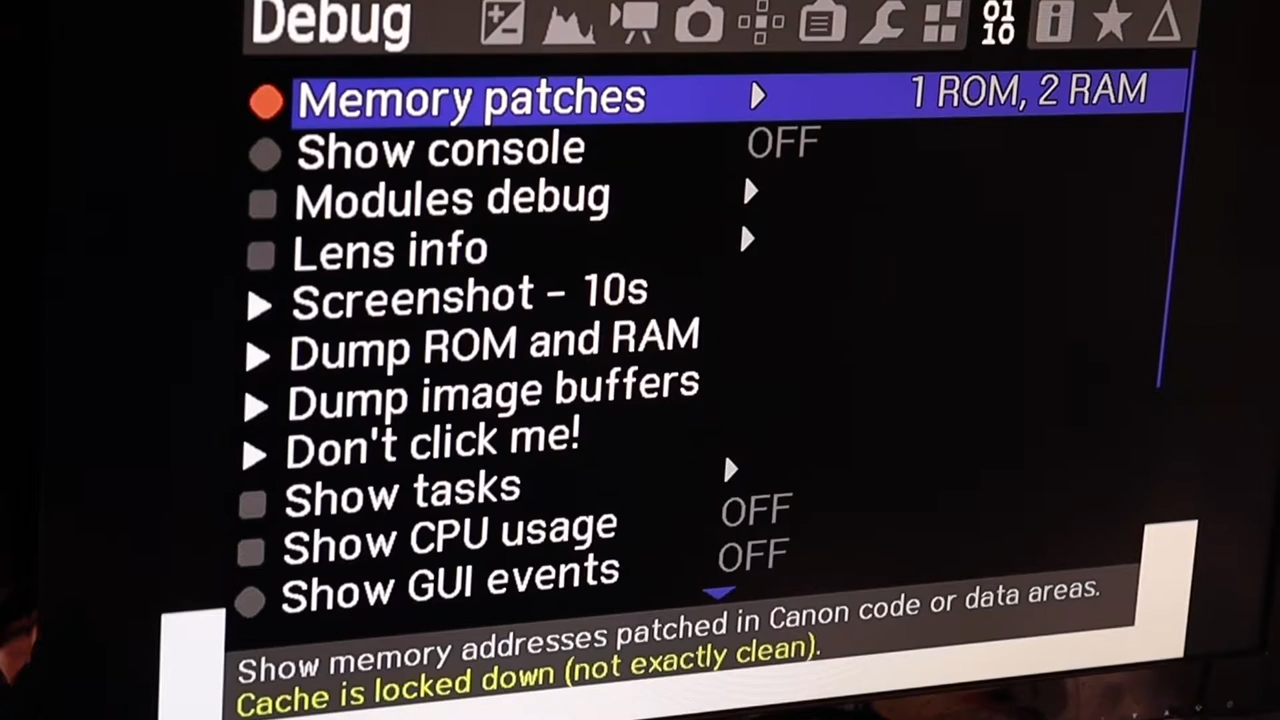 Debug 01
10
Memory patches 1 ROM, 2 RAM
Show console OFF
Modules debug
Lens info
Screenshot - 10s
Dump ROM and RAM
Dump image buffers
Don't click me!
Show tasks
Show CPU usage OFF
Show GUI events OFF
Show memory addresses patched in Canon code or data areas.
Cache is locked down (not exactly clean).